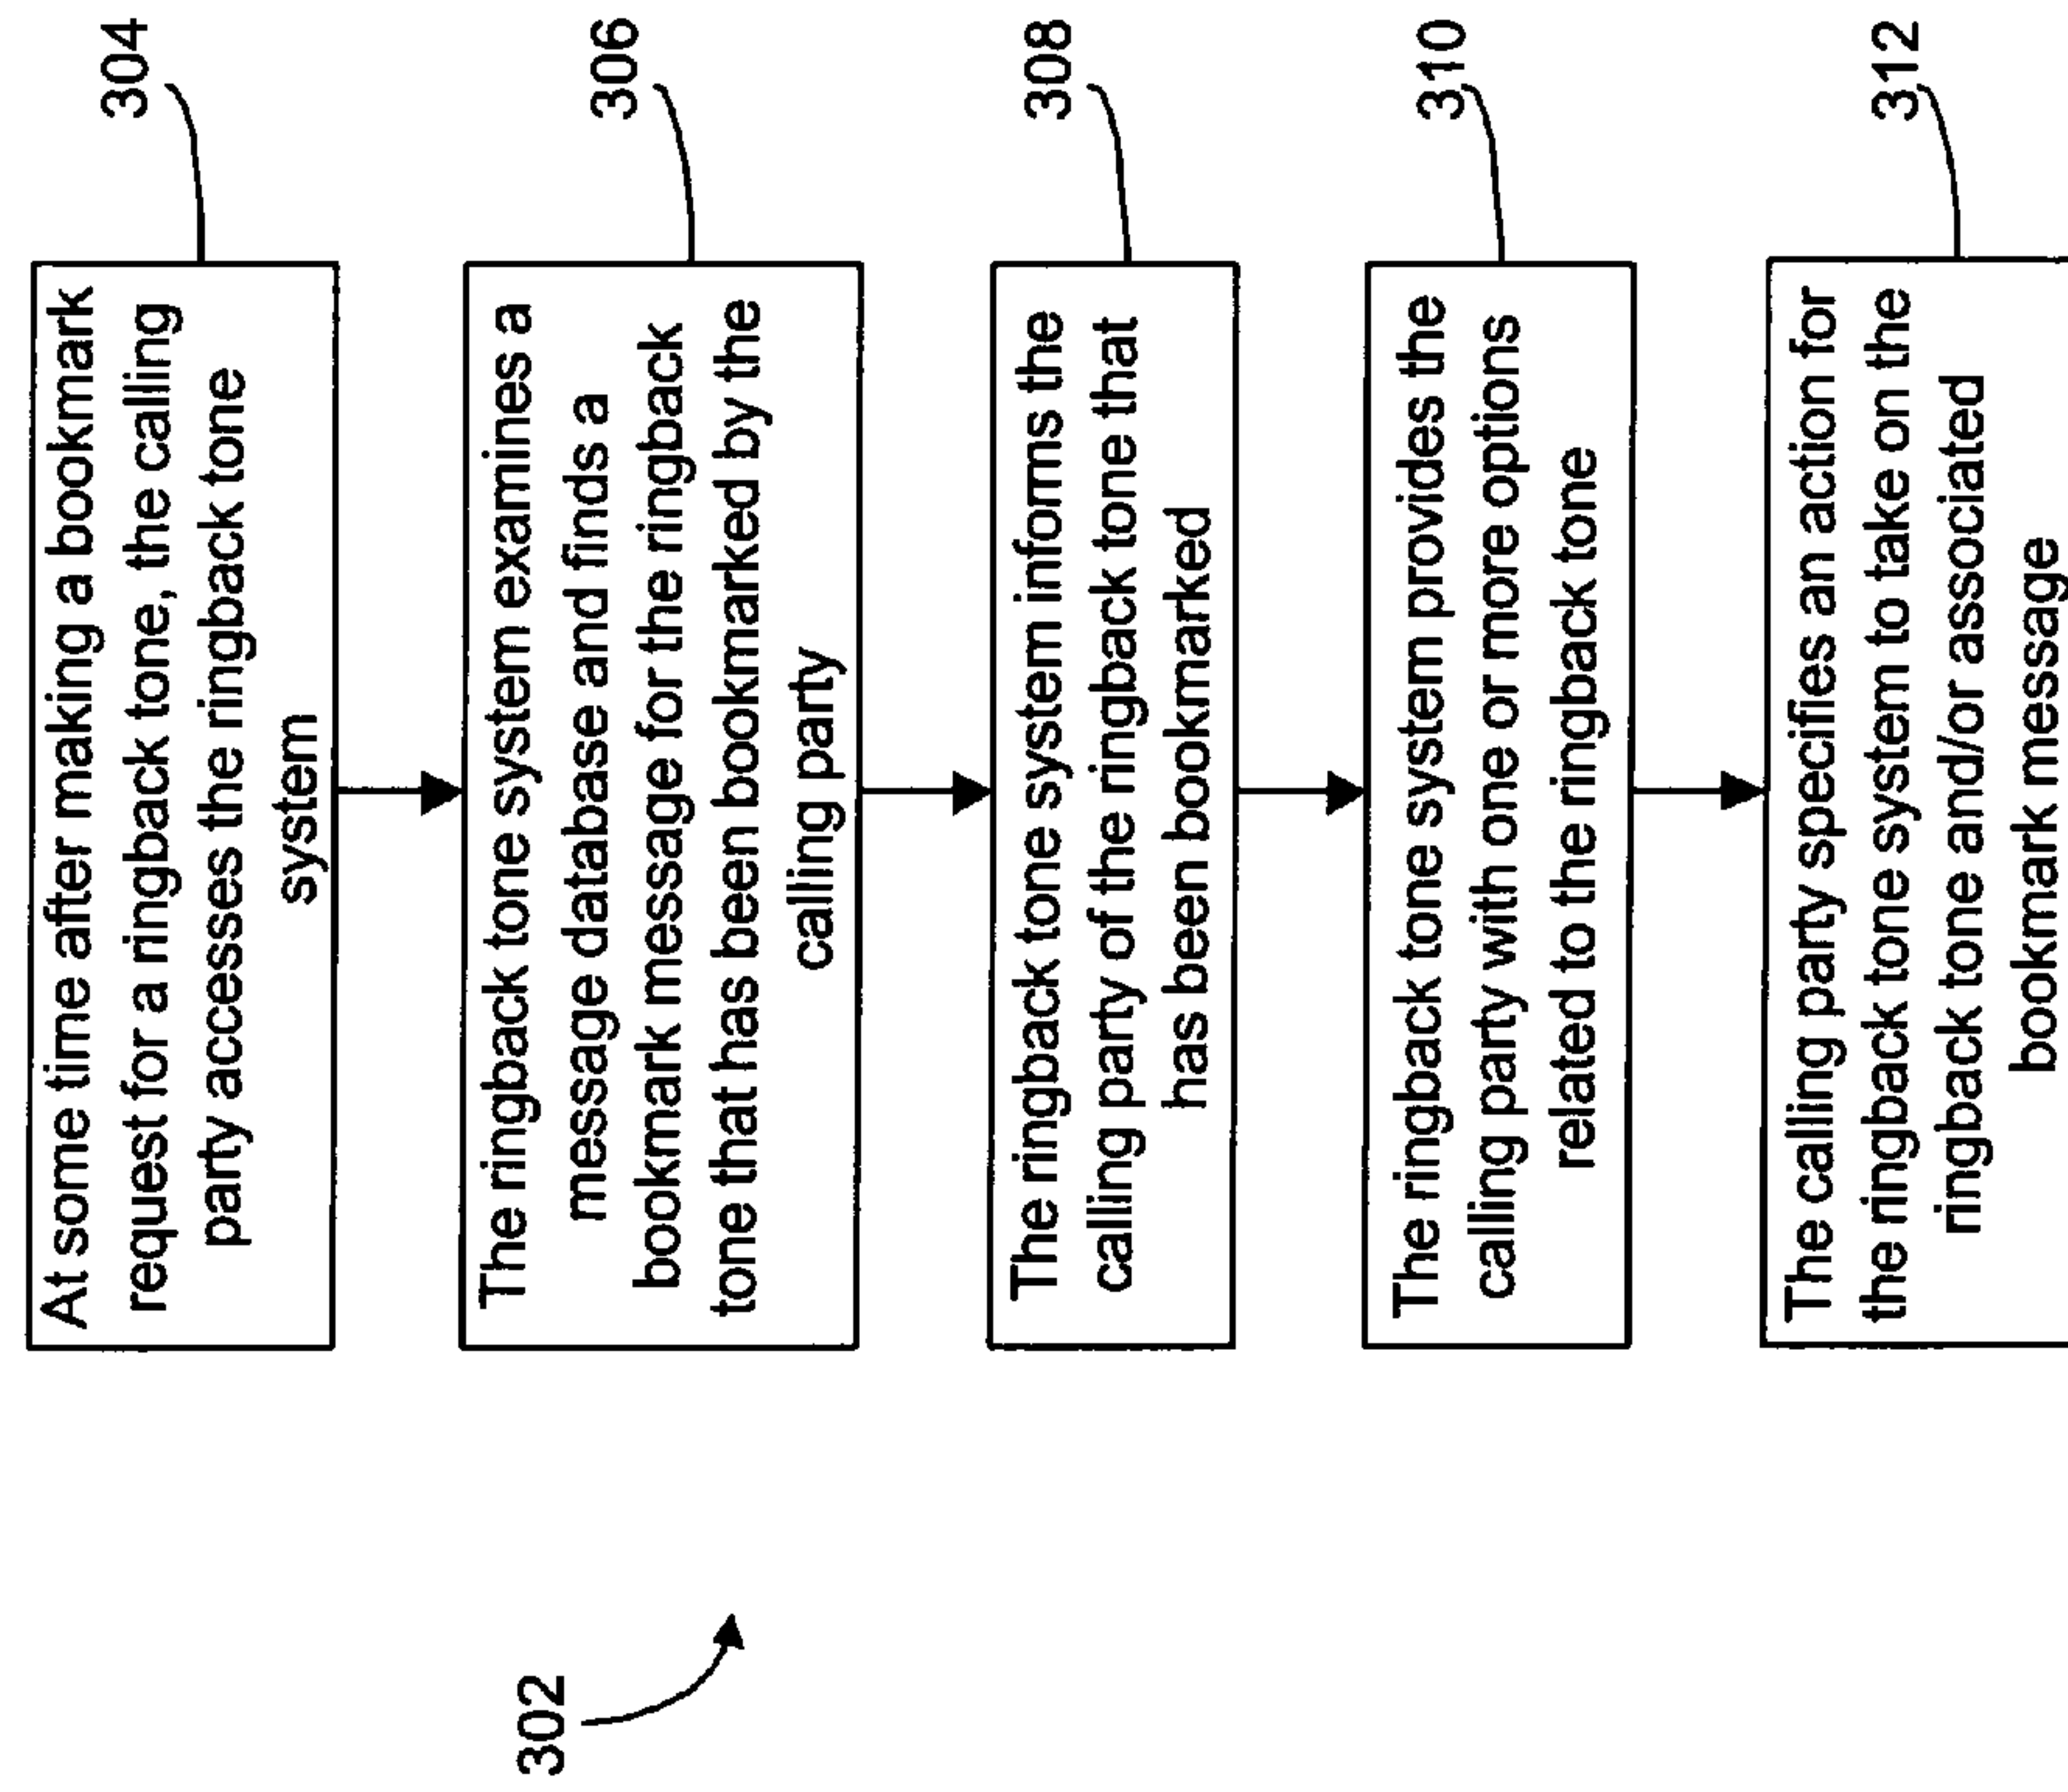 302
At some time after making a bookmark
request for a ringback tone, the calling
party accesses the ringback tone
system
304
The ringback tone system examines a
message database and finds a
bookmark message for the ringback
tone that has been bookmarked by the
calling party
306
The ringback tone system informs the
calling party of the ringback tone that
has been bookmarked
308
The ringback tone system provides the
calling party with one or more options
related to the ringback tone
310
The calling party specifies an action for
the ringback tone system to take on the
ringback tone and/or associated
bookmark message
312